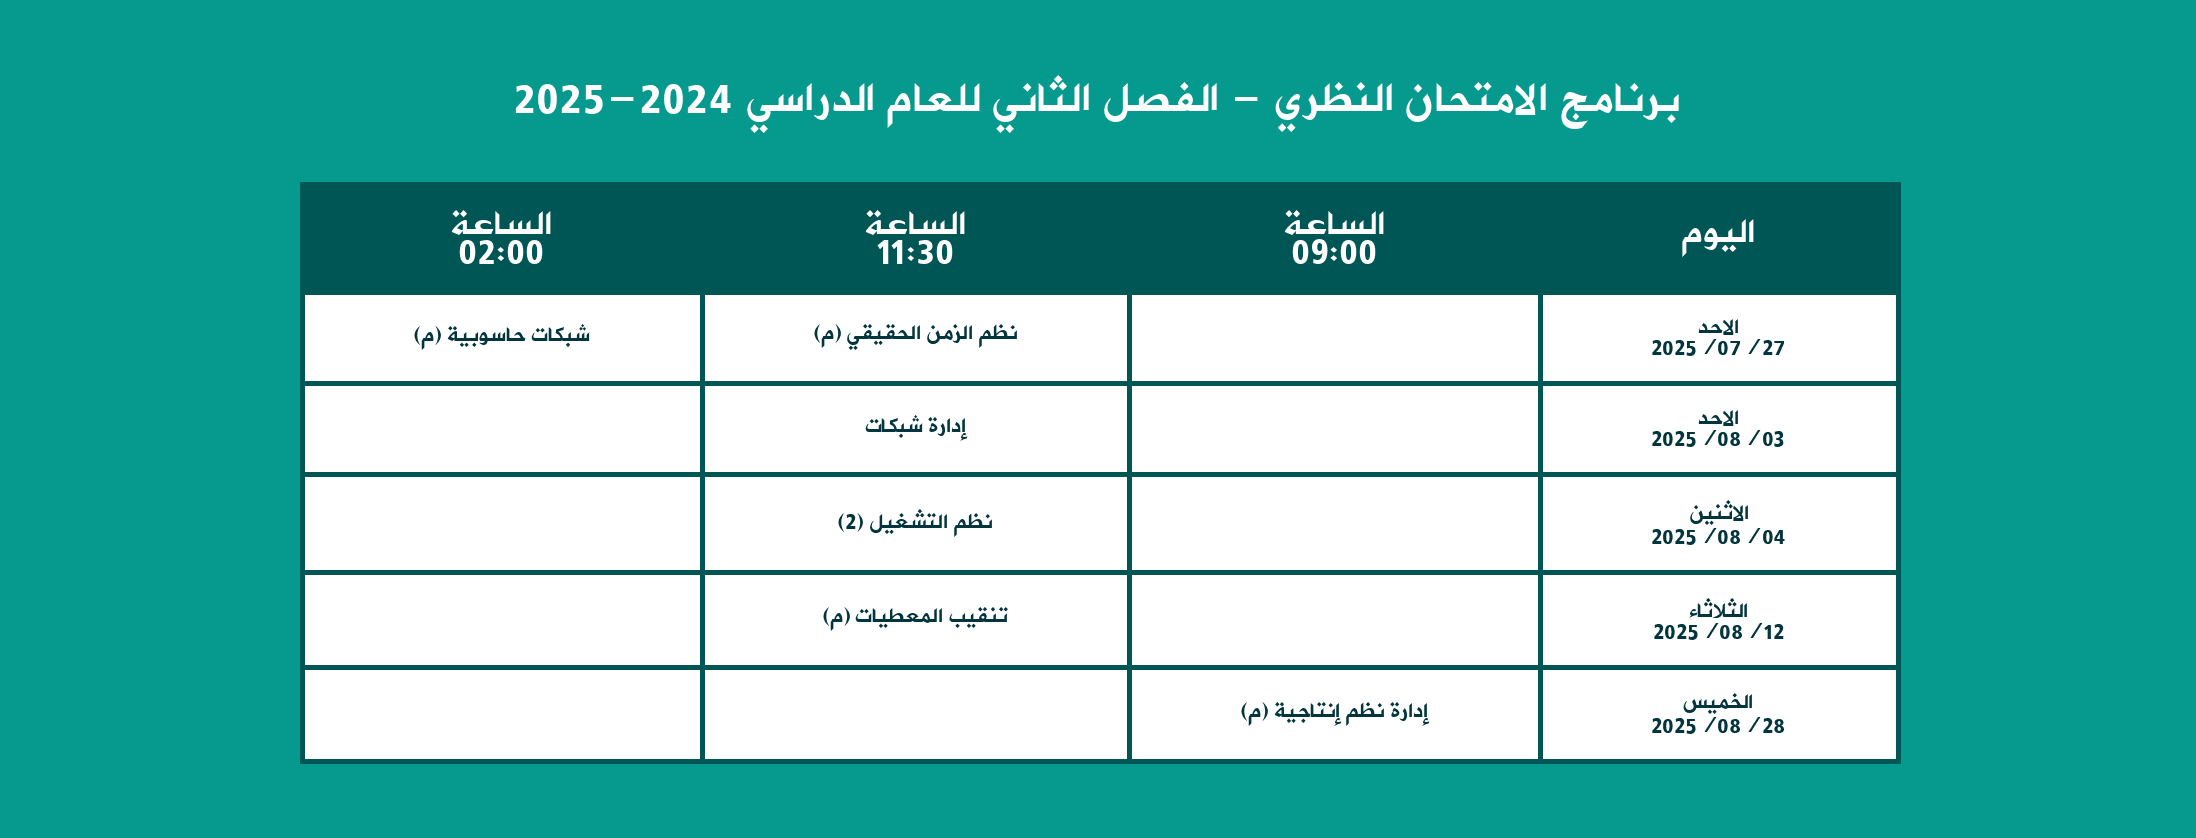 برنامج الامتحان النظري – الفصل الثاني للعام الدراسي 2024–2025
اليوم
الساعة
09:00
الساعة
11:30
الساعة
02:00
الاحد
27/ 07/ 2025
نظم الزمن الحقيقي (م)
شبكات حاسوبية (م)
الاحد
03/ 08/ 2025
إدارة شبكات
الاثنين
04/ 08/ 2025
نظم التشغيل (2)
الثلاثاء
12/ 08/ 2025
تنقيب المعطيات (م)
الخميس
28/ 08/ 2025
إدارة نظم إنتاجية (م)